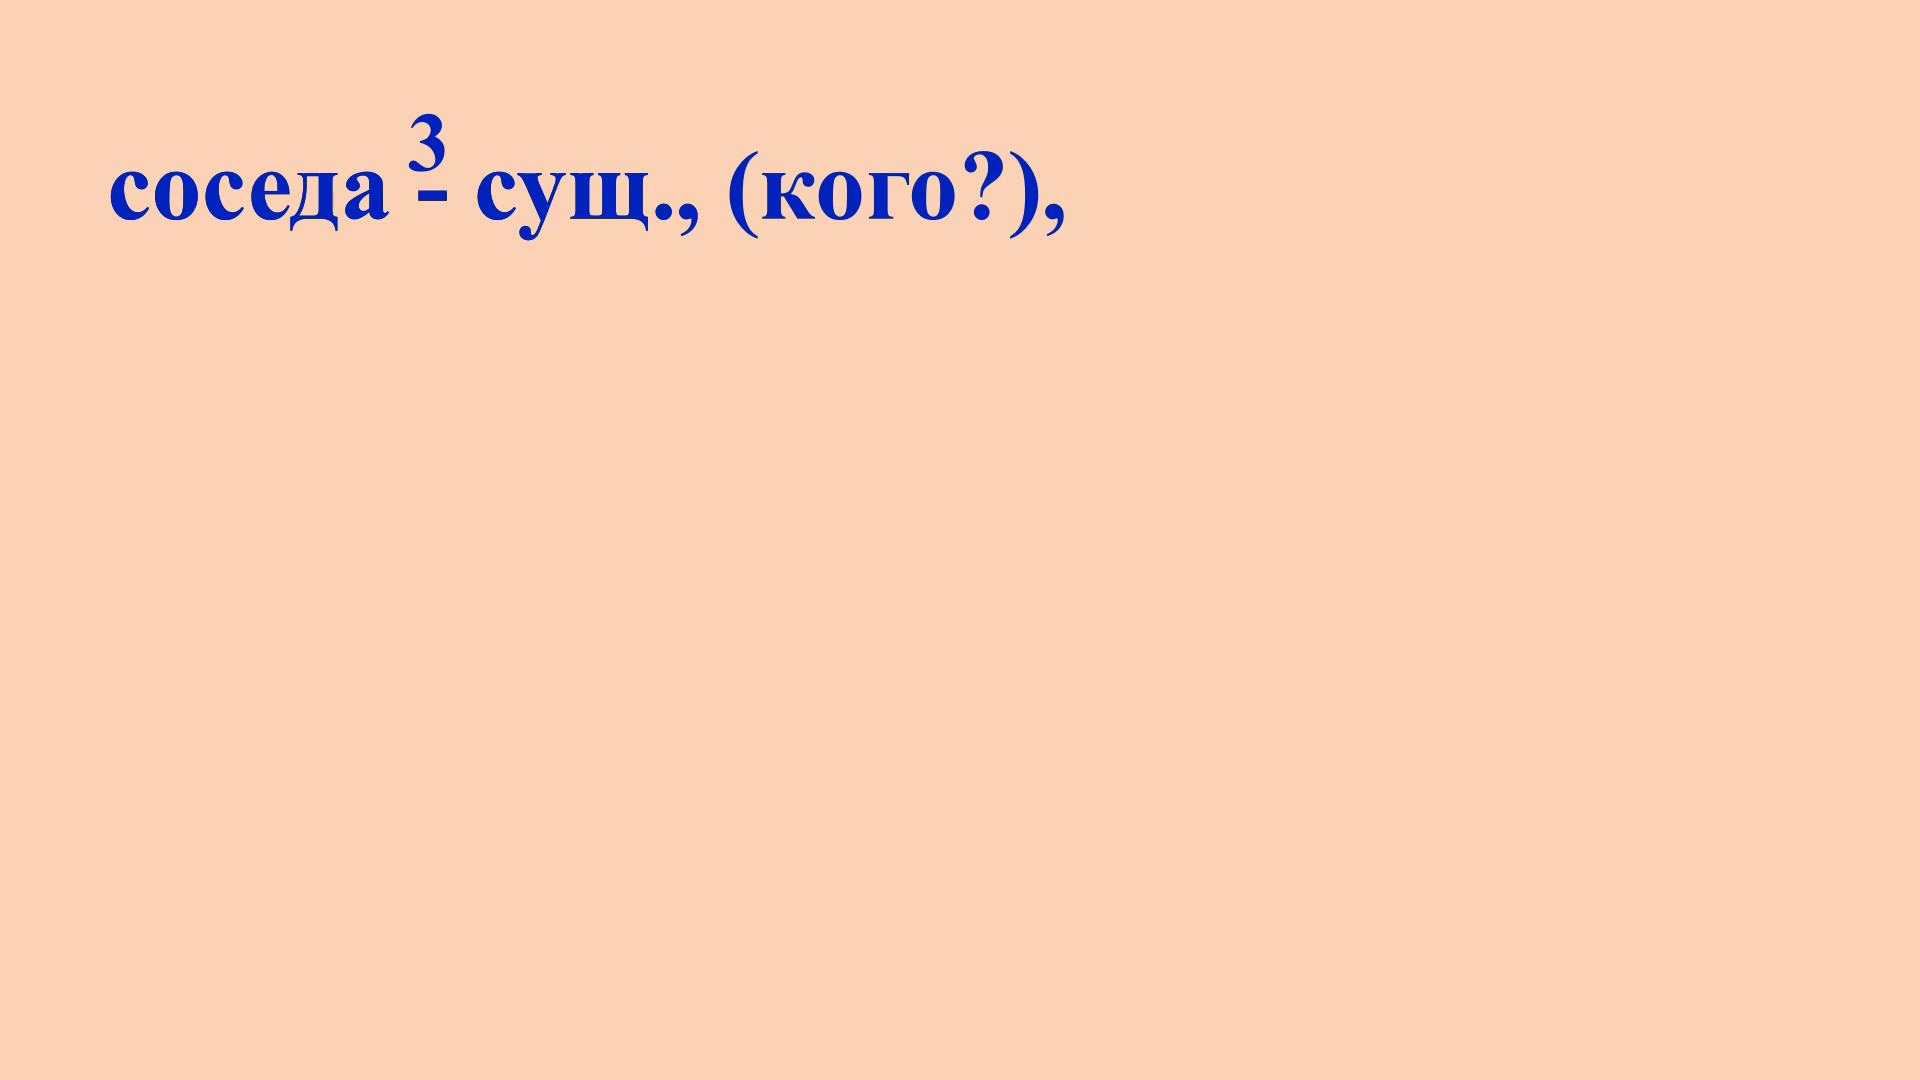 соседа ³- сущ., (кого?),